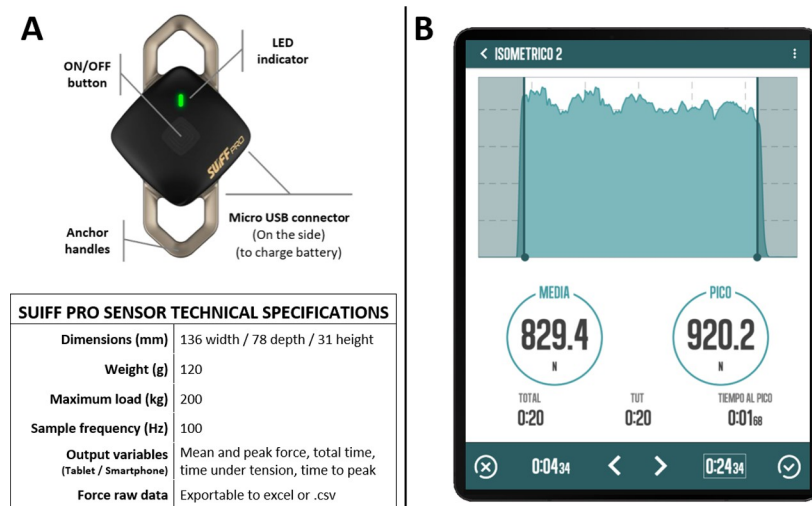 A
LED
indicator
ON/OFF
button
SUIFF PRO
Anchor
handles
Micro USB connector
(On the side)
(to charge battery)
SUIFF PRO SENSOR TECHNICAL SPECIFICATIONS
Dimensions (mm) 136 width / 78 depth / 31 height
Weight (g) 120
Maximum load (kg) 200
Sample frequency (Hz) 100
Output variables Mean and peak force, total time,
(Tablet / Smartphone) time under tension, time to peak
Force raw data Exportable to excel or .csv
B
ISOMETRICO 2
MEDIA
829.4
N
PICO
920.2
N
TOTAL TUT TIEMPO AL PICO
0:20 0:20 0:0168
0:0434 0:2434